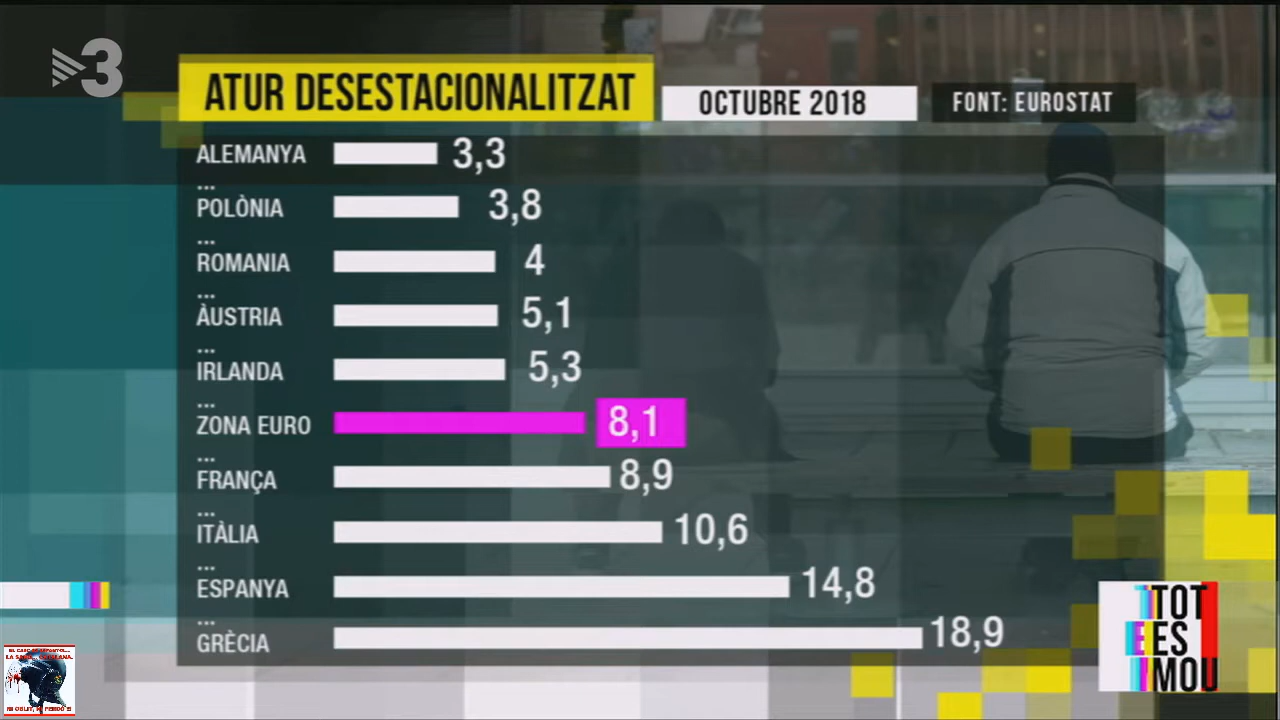 3
ATUR DESESTACIONALITZAT
OCTUBRE 2018
FONT: EUROSTAT
ALEMANYA 3,3
...
POLÒNIA 3,8
...
ROMANIA 4
...
ÀUSTRIA 5,1
...
IRLANDA 5,3
...
ZONA EURO 8,1
...
FRANÇA 8,9
...
ITÀLIA 10,6
...
ESPANYA 14,8
...
GRÈCIA 18,9
TOT
ES
MOU